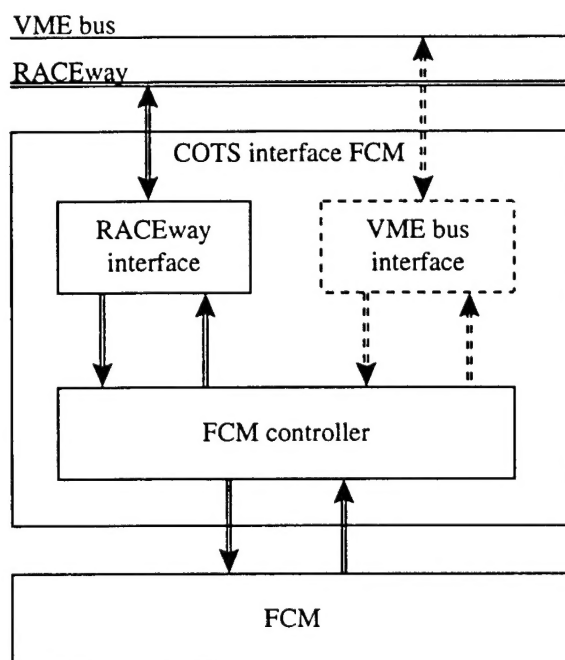 VME bus
RACEway
COTS interface FCM
RACEway
interface
VME bus
interface
FCM controller
FCM